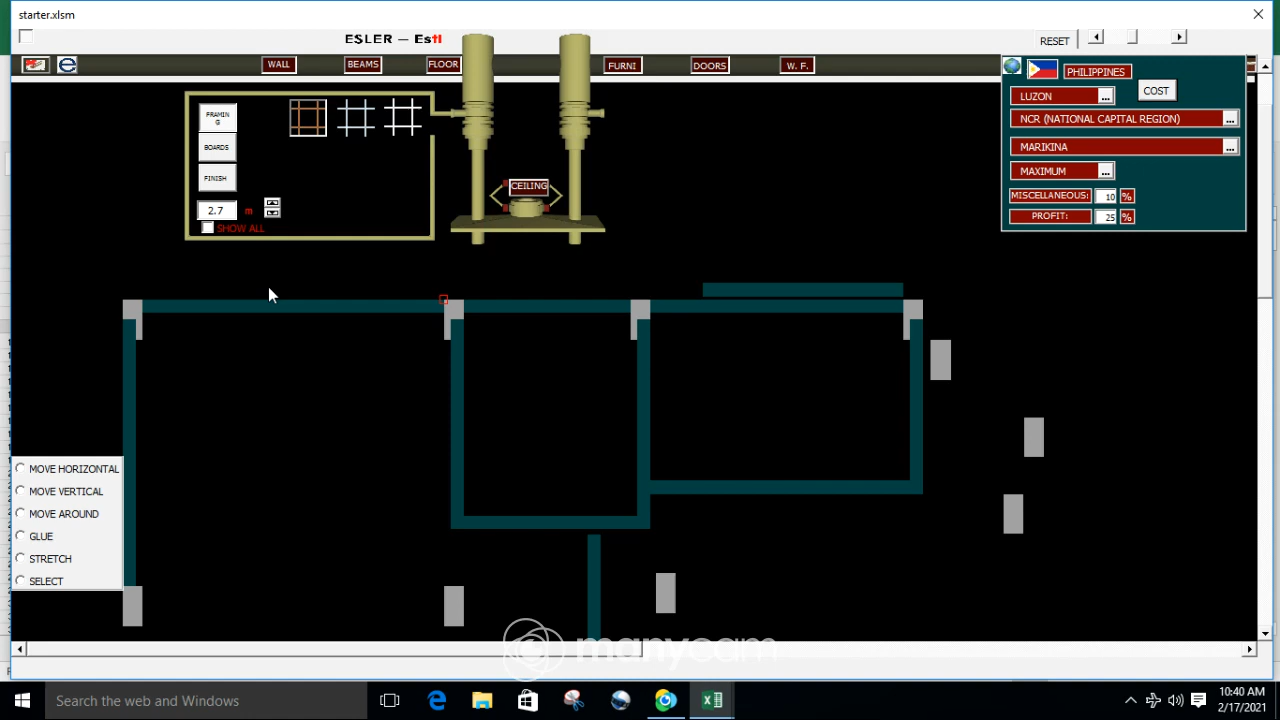 starter.xlsm
ESLER – EstI
RESET
WALL
BEAMS
FLOOR
FURNI
DOORS
W. F.
PHILIPPINES
LUZON
...
COST
NCR (NATIONAL CAPITAL REGION)
...
MARIKINA
...
MAXIMUM
...
MISCELLANEOUS:
10
%
PROFIT:
25
%
FRAMIN
G
BOARDS
FINISH
2.7
m
SHOW ALL
CEILING
MOVE HORIZONTAL
MOVE VERTICAL
MOVE AROUND
GLUE
STRETCH
SELECT
manycam
Search the web and Windows
10:40 AM
2/17/2021